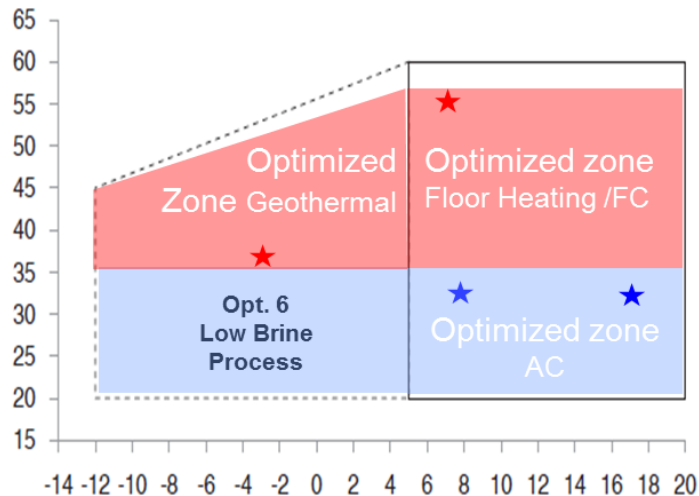 65
60
55
50
45
40
35
30
25
20
15
Optimized
Zone Geothermal
Optimized zone
Floor Heating /FC
Opt. 6
Low Brine
Process
Optimized zone
AC
-14 -12 -10 -8 -6 -4 -2 0 2 4 6 8 10 12 14 16 18 20